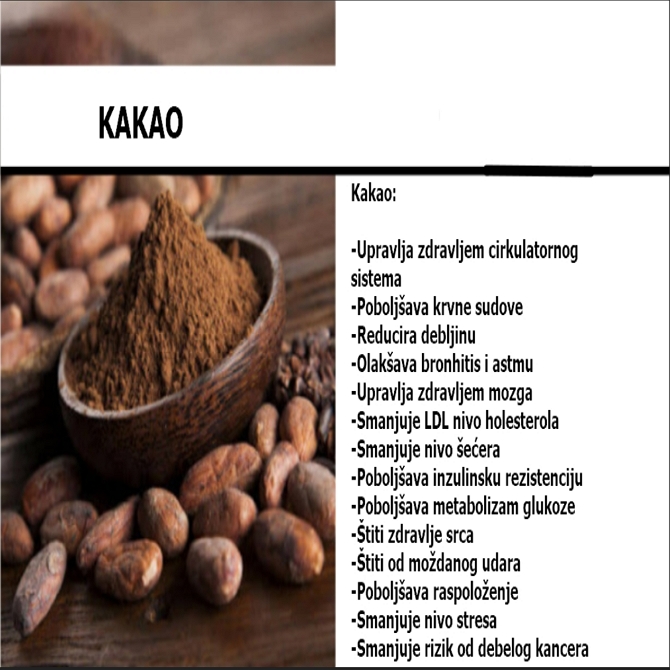 KAKAO
Kakao:
-Upravlja zdravljem cirkulatornog
sistema
-Poboljšava krvne sudove
-Reducira debljinu
-Olakšava bronhitis i astmu
-Upravlja zdravljem mozga
-Smanjuje LDL nivo holesterola
-Smanjuje nivo šećera
-Poboljšava inzulinsku rezistenciju
-Poboljšava metabolizam glukoze
-Štiti zdravlje srca
-Štiti od moždanog udara
-Poboljšava raspoloženje
-Smanjuje nivo stresa
-Smanjuje rizik od debelog kancera